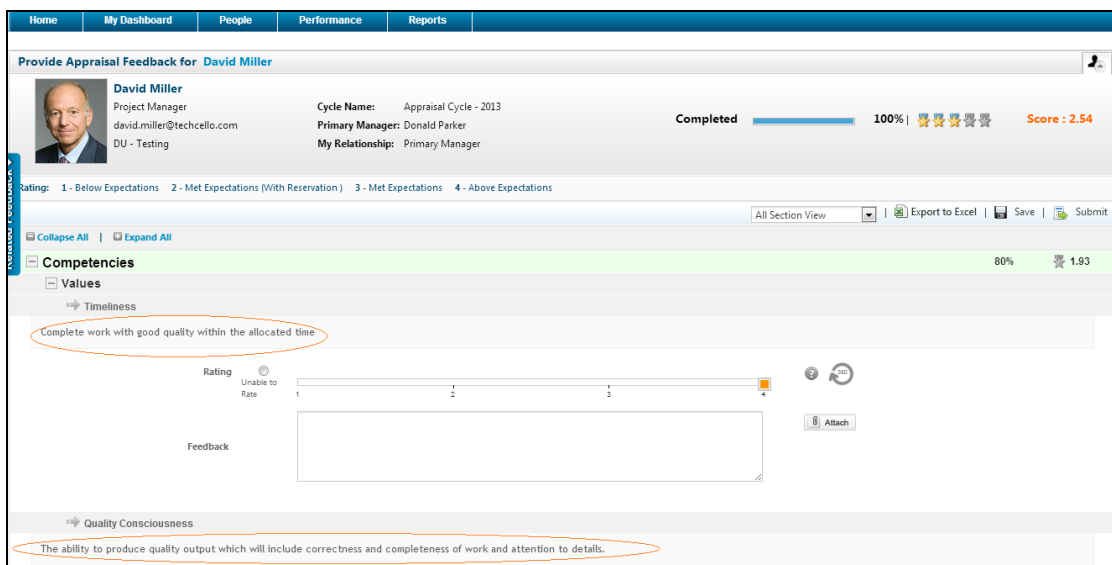 Home My Dashboard People Performance Reports
Provide Appraisal Feedback for David Miller
David Miller
Project Manager Cycle Name: Appraisal Cycle - 2013
Completed 100% | Score : 2.54
david.miller@techcello.com Primary Manager: Donald Parker
DU - Testing My Relationship: Primary Manager
Related Feedback
Rating: 1 - Below Expectations 2 - Met Expectations (With Reservation ) 3 - Met Expectations 4 - Above Expectations
All Section View | Export to Excel | Save | Submit
Collapse All | Expand All
Competencies 80% 1.93
Values
Timeliness
Complete work with good quality within the allocated time
Rating
Unable to
Rate 1 2 3 4
360
Attach
Feedback
Quality Consciousness
The ability to produce quality output which will include correctness and completeness of work and attention to details.